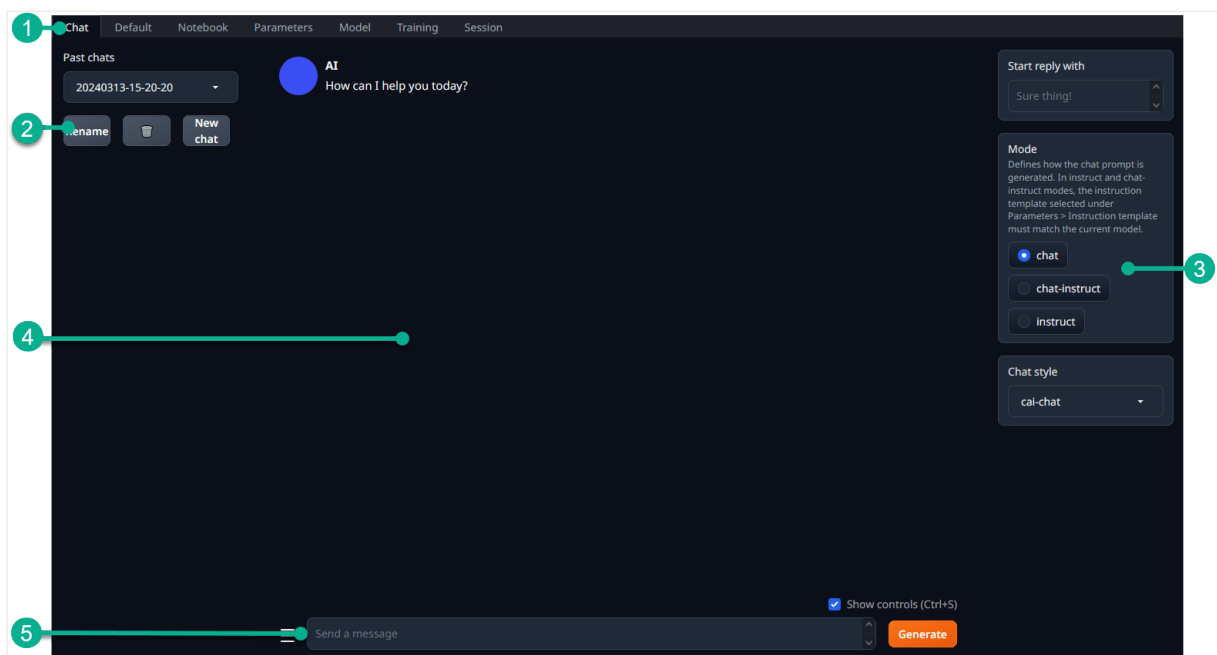 1
Chat Default Notebook Parameters Model Training Session
Past chats
20240313-15-20-20
2
ename
New
chat
AI
How can I help you today?
Start reply with
Sure thing!
Mode
Defines how the chat prompt is
generated. In instruct and chat-
instruct modes, the instruction
template selected under
Parameters > Instruction template
must match the current model.
chat
3
chat-instruct
instruct
4
Chat style
cai-chat
Show controls (Ctrl+S)
5
Send a message
Generate